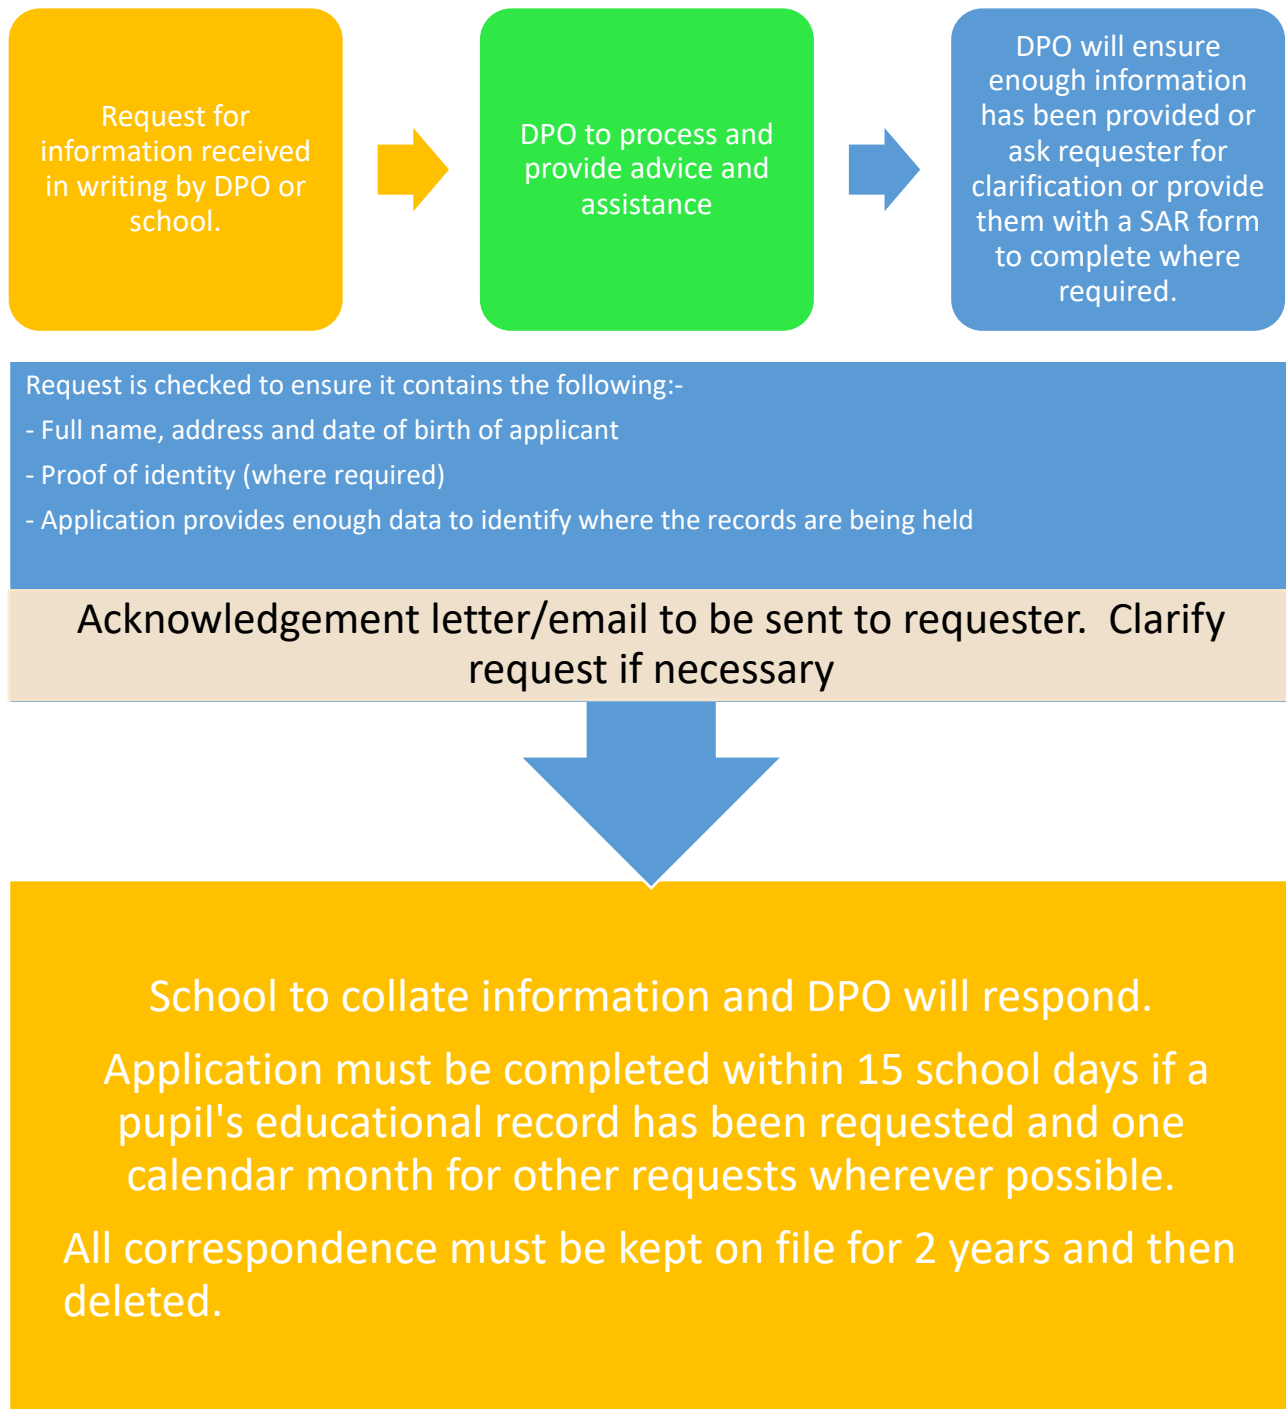 Request for
information received
in writing by DPO or
school.
DPO to process and
provide advice and
assistance
DPO will ensure
enough information
has been provided or
ask requester for
clarification or provide
them with a SAR form
to complete where
required.
Request is checked to ensure it contains the following:-
- Full name, address and date of birth of applicant
- Proof of identity (where required)
- Application provides enough data to identify where the records are being held
Acknowledgement letter/email to be sent to requester.  Clarify
request if necessary
School to collate information and DPO will respond.
Application must be completed within 15 school days if a
pupil's educational record has been requested and one
calendar month for other requests wherever possible.
All correspondence must be kept on file for 2 years and then
deleted.